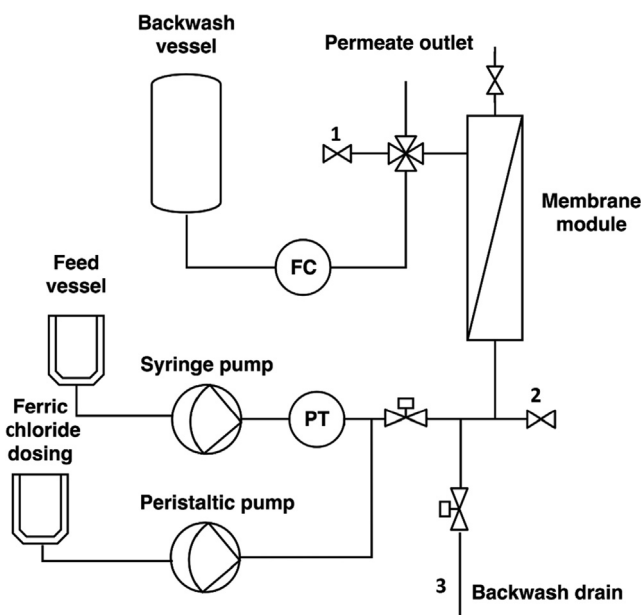 Backwash
vessel
Permeate outlet
1
Membrane
module
FC
Feed
vessel
Syringe pump
PT
2
Ferric
chloride
dosing
Peristaltic pump
3
Backwash drain